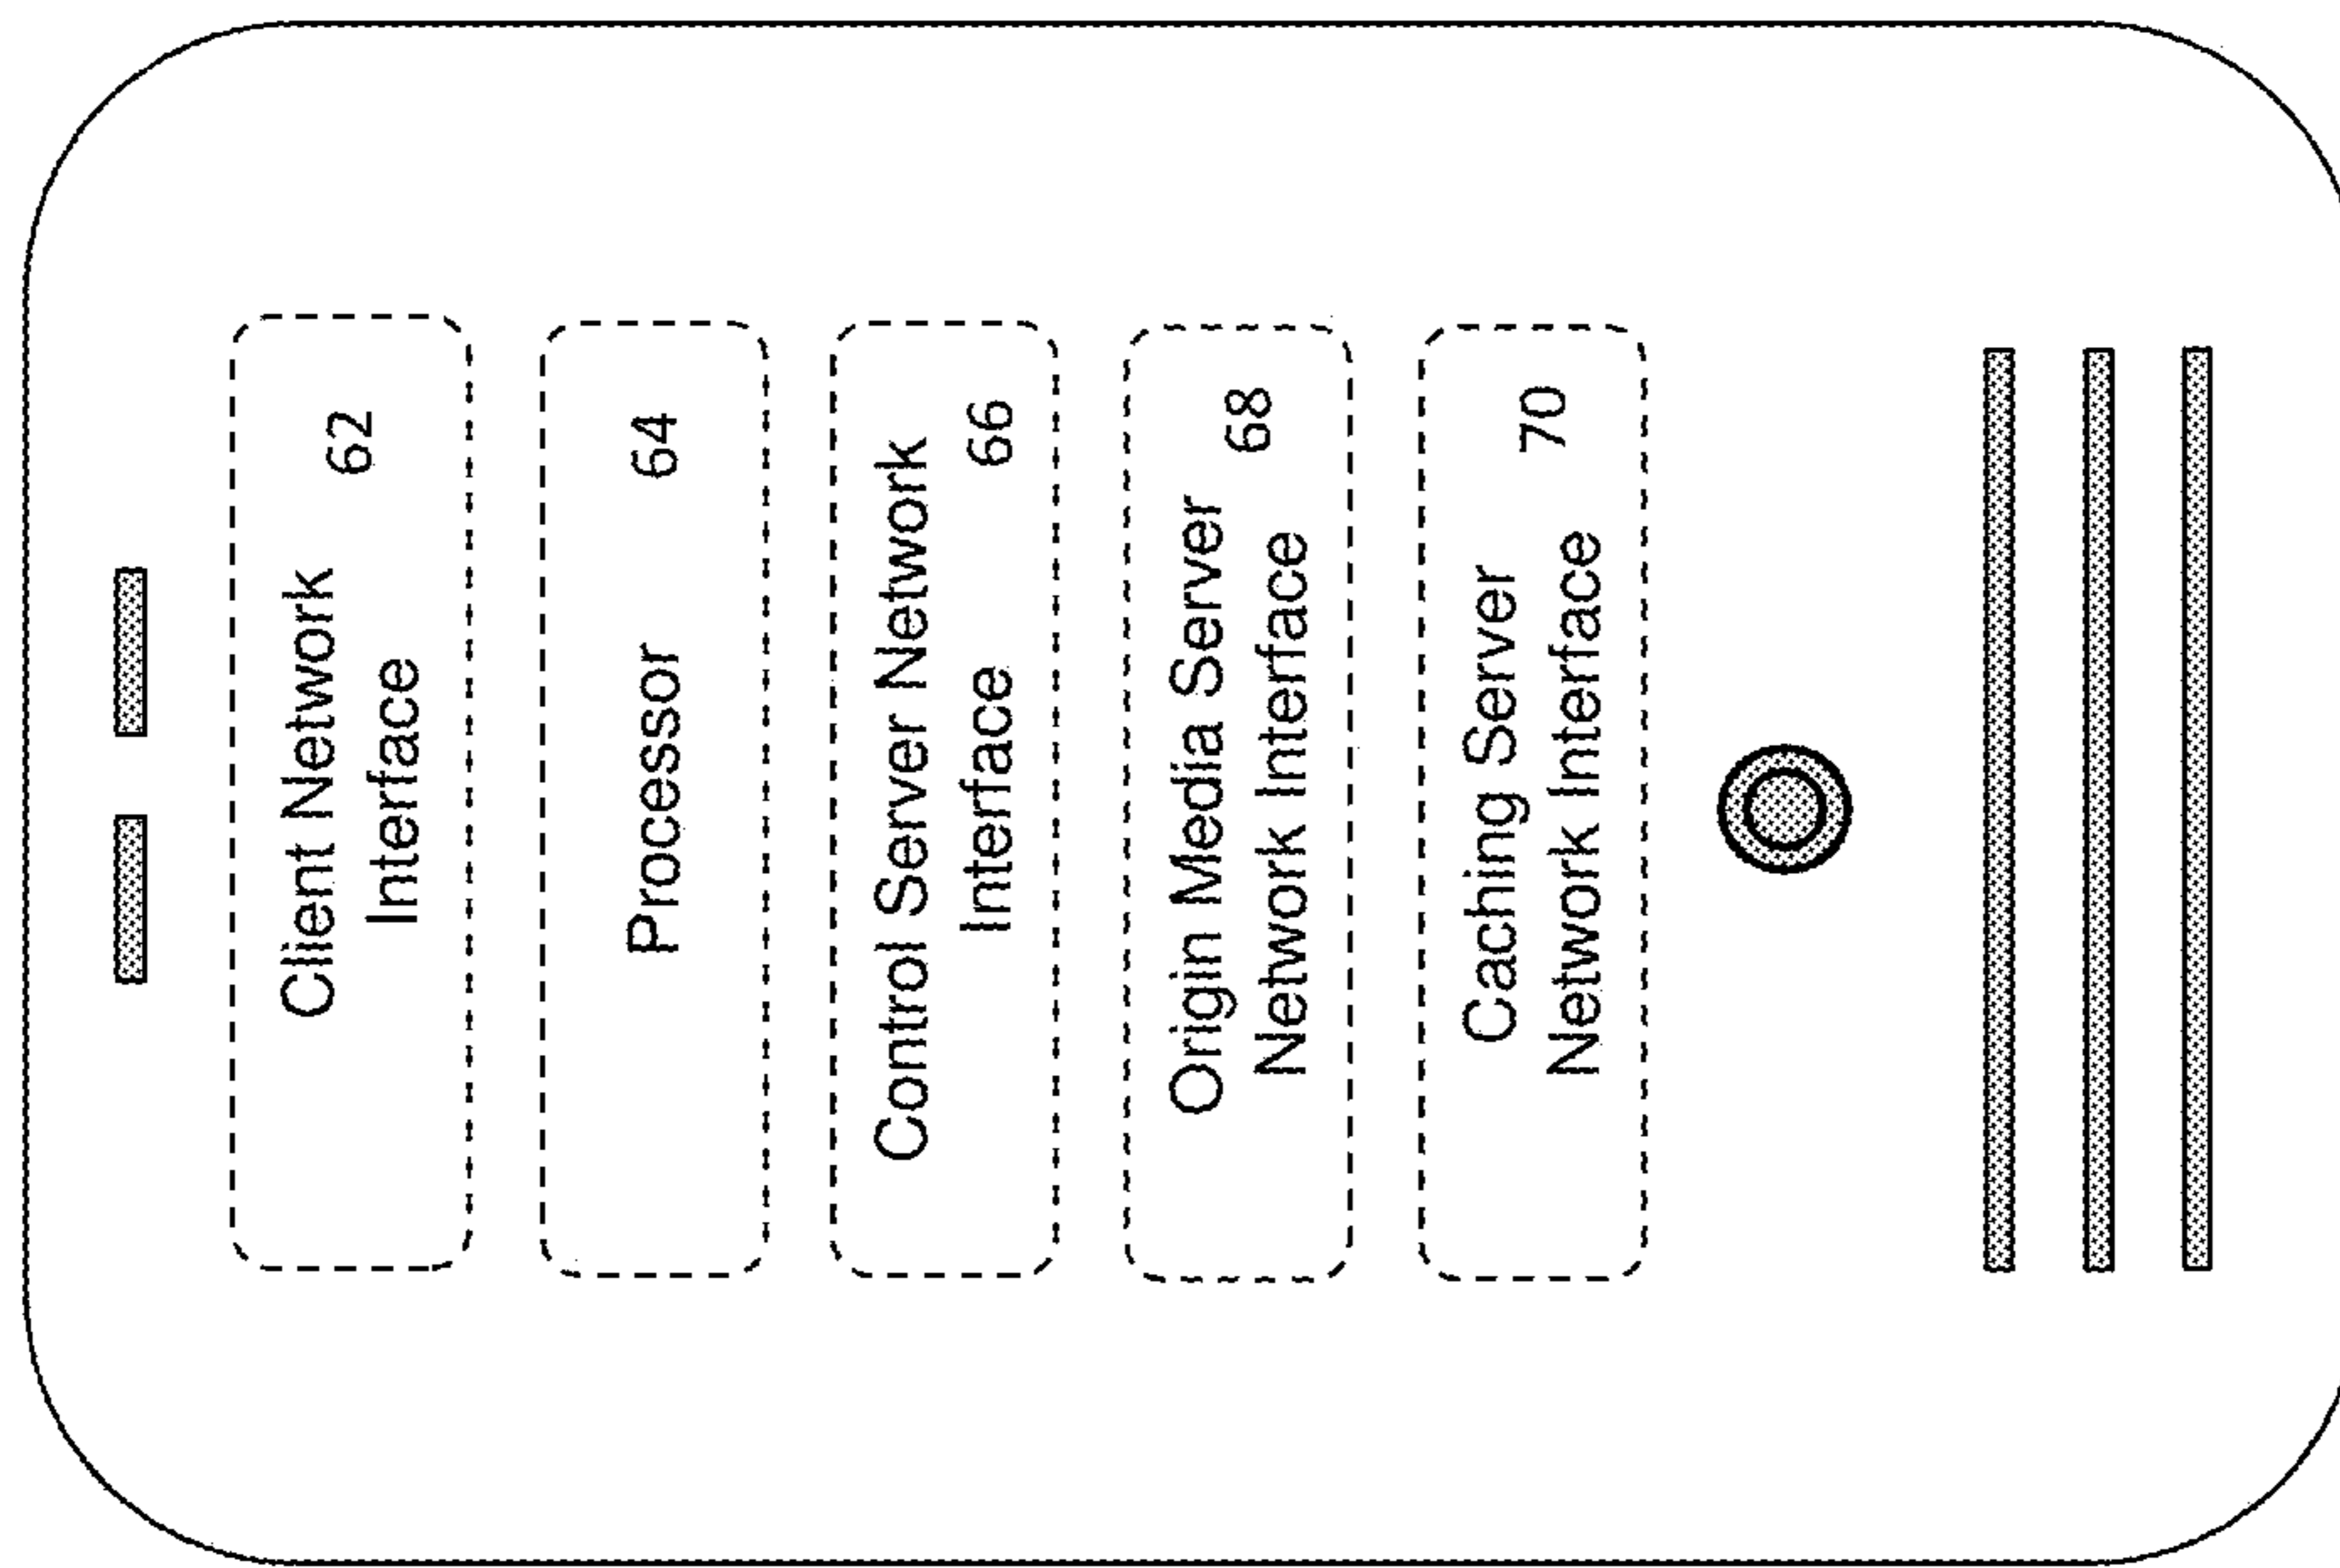 Client Network
Interface
62
Processor
64
Control Server Network
Interface
66
Origin Media Server
Network Interface
68
Caching Server
Network Interface
70